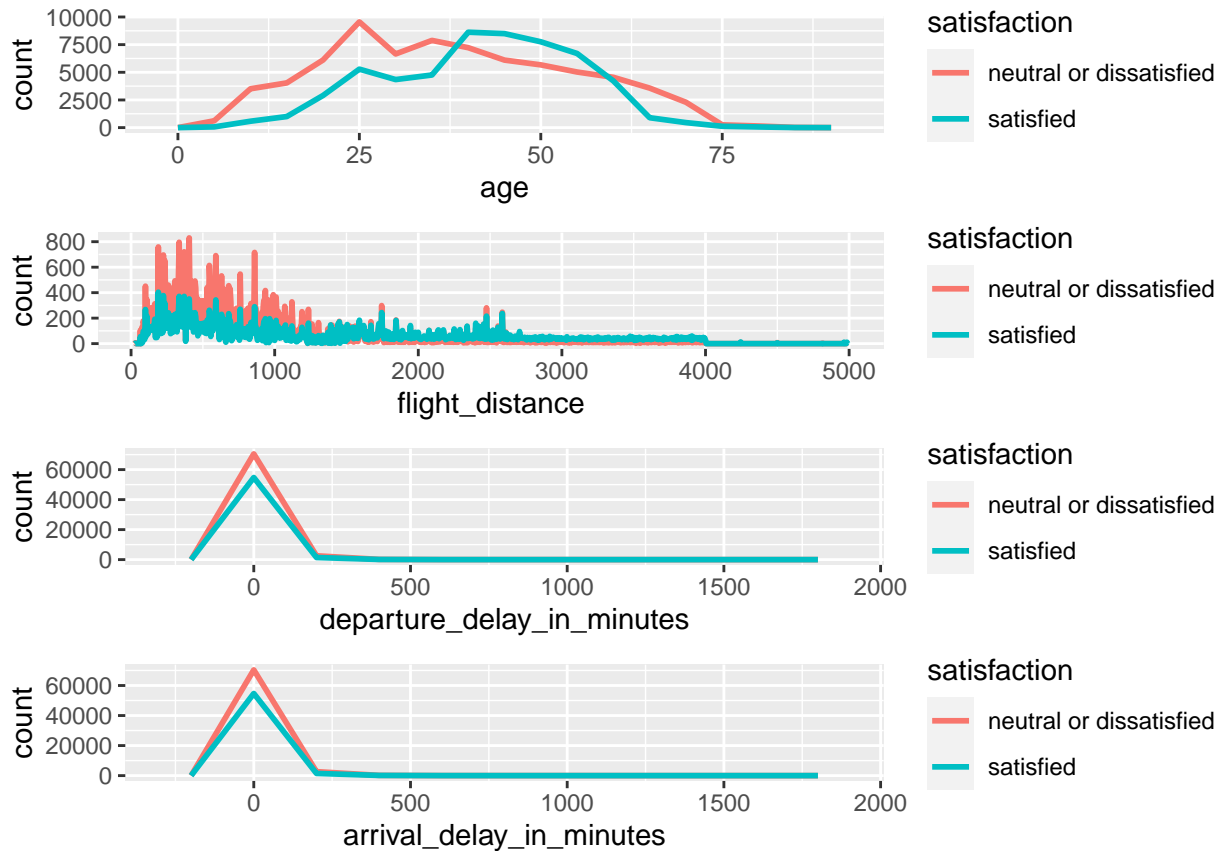 10000
7500
5000
2500
0
count
0 25 50 75
age
satisfaction
neutral or dissatisfied
satisfied
800
600
400
200
0
count
0 1000 2000 3000 4000 5000
flight_distance
satisfaction
neutral or dissatisfied
satisfied
60000
40000
20000
0
count
0 500 1000 1500 2000
departure_delay_in_minutes
satisfaction
neutral or dissatisfied
satisfied
60000
40000
20000
0
count
0 500 1000 1500 2000
arrival_delay_in_minutes
satisfaction
neutral or dissatisfied
satisfied